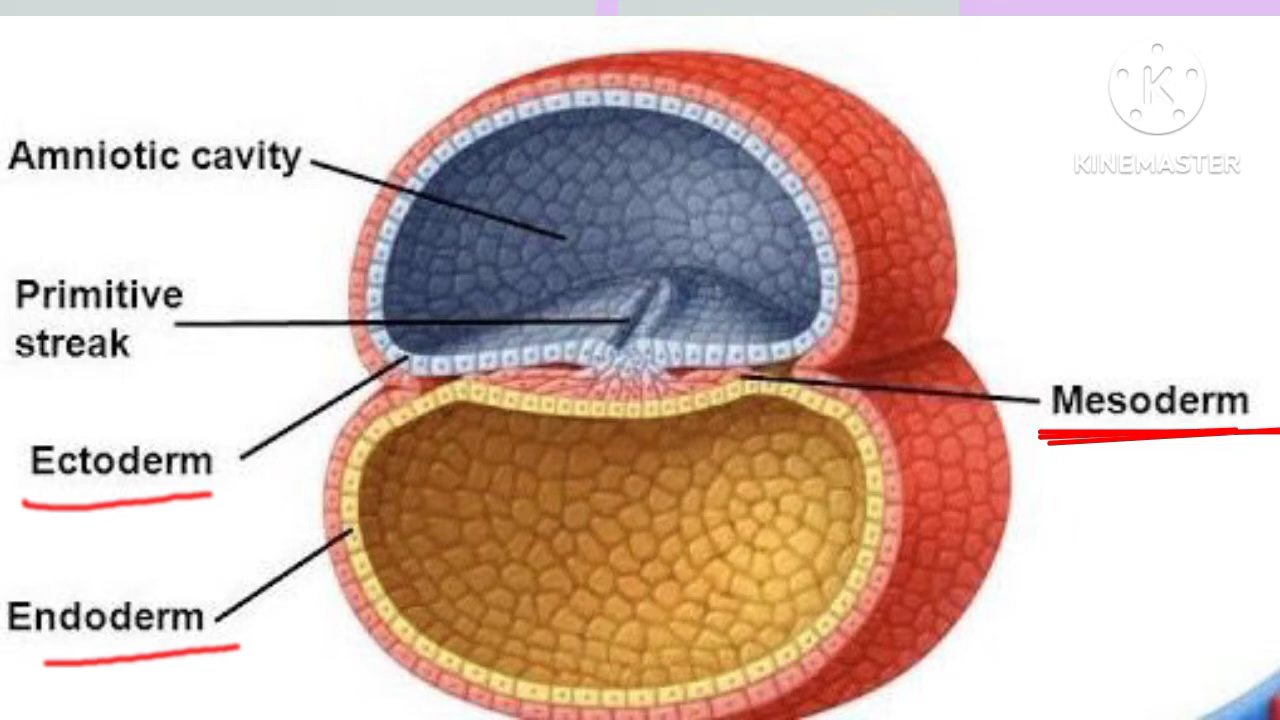 Amniotic cavity
Primitive
streak
Ectoderm
Endoderm
Mesoderm
K
KINEMASTER